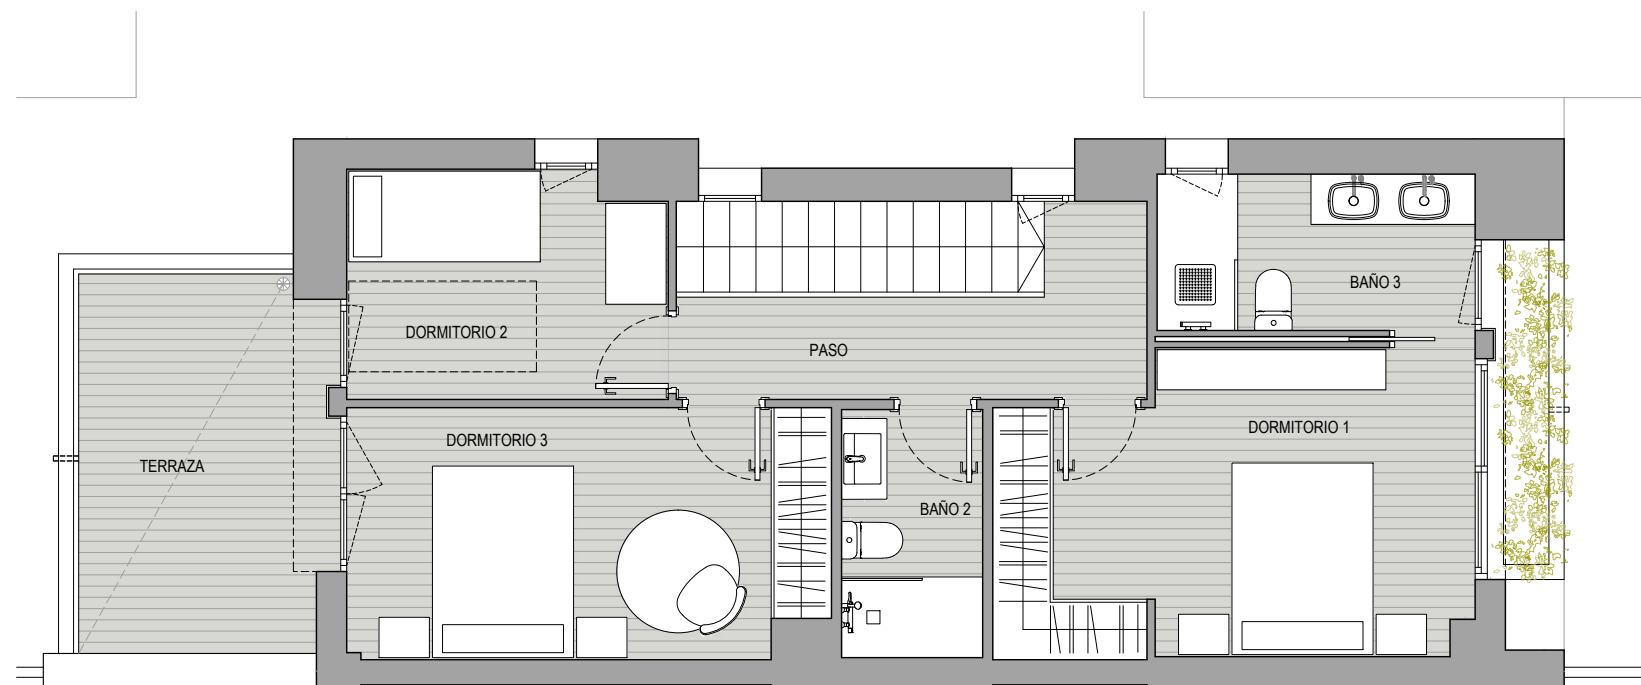 BAÑO 3
DORMITORIO 2
PASO
DORMITORIO 1
DORMITORIO 3
TERRAZA
BAÑO 2